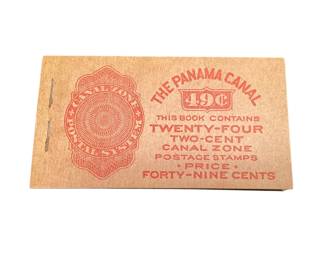 CANAL ZONE
POSTAL SYSTEM
THE PANAMA CANAL
49¢
THIS BOOK CONTAINS
TWENTY-FOUR
TWO-CENT
CANAL ZONE
POSTAGE STAMPS
• PRICE •
FORTY-NINE CENTS